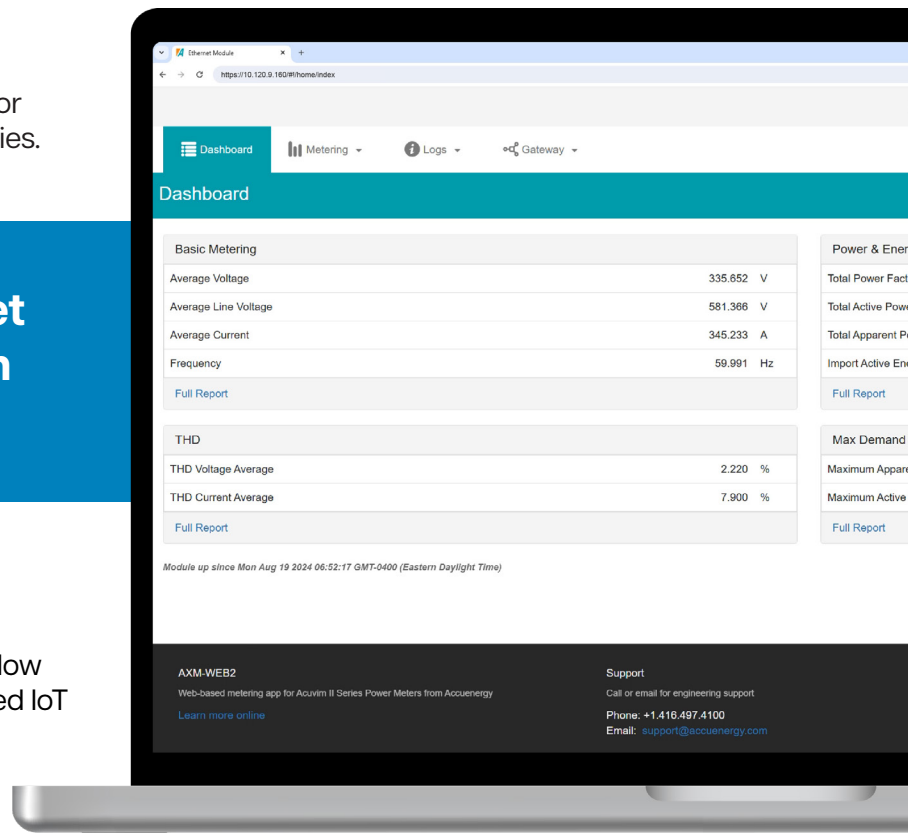 or
ies.
et
n
low
ed IoT
Ethernet Module
https://10.120.9.160/#!/home/index
Dashboard Metering Logs Gateway
Dashboard
Basic Metering
Average Voltage 335.652 V
Average Line Voltage 581.366 V
Average Current 345.233 A
Frequency 59.991 Hz
Full Report
Power & Ener
Total Power Fact
Total Active Powe
Total Apparent Po
Import Active Ene
Full Report
THD
THD Voltage Average 2.220 %
THD Current Average 7.900 %
Full Report
Max Demand
Maximum Appare
Maximum Active
Full Report
Module up since Mon Aug 19 2024 06:52:17 GMT-0400 (Eastern Daylight Time)
AXM-WEB2
Web-based metering app for Acuvim II Series Power Meters from Accuenergy
Learn more online
Support
Call or email for engineering support
Phone: +1.416.497.4100
Email: support@accuenergy.com